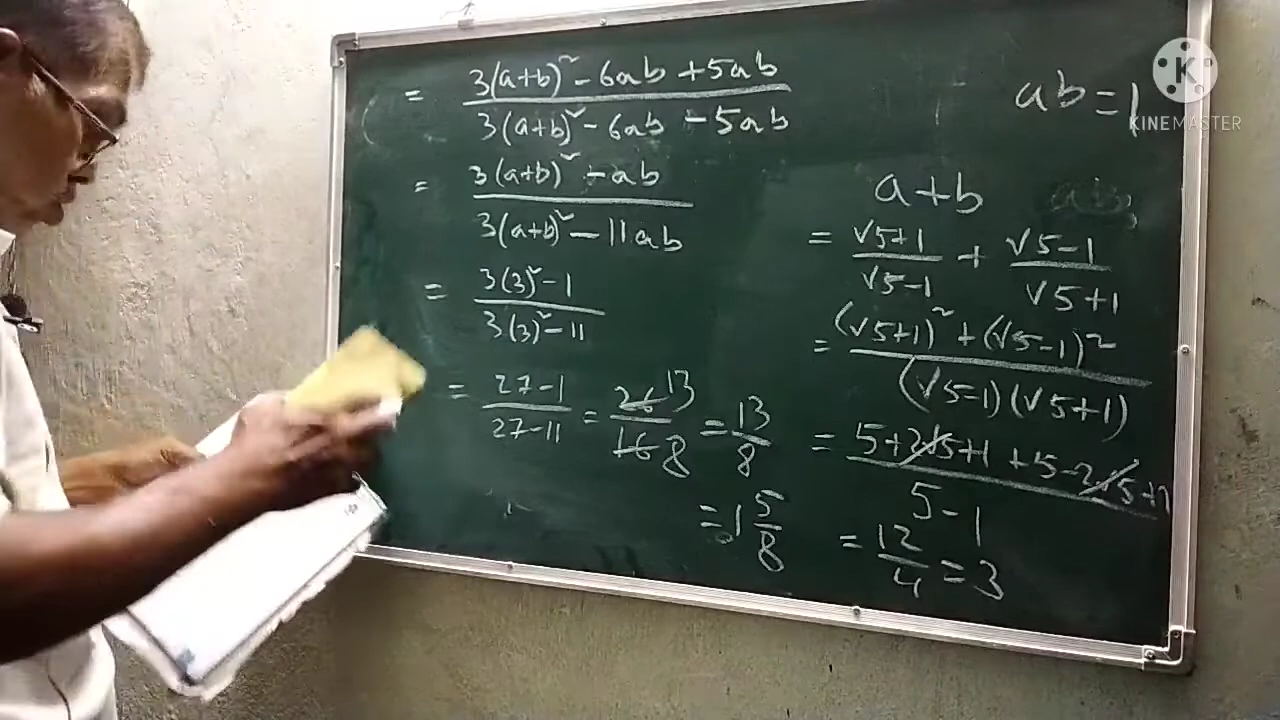 = 3(a+b)² - 6ab + 5ab
3(a+b)² - 6ab - 5ab
= 3(a+b)² - ab
3(a+b)² - 11ab
= 3(3)² - 1
3(3)² - 11
= 27-1 = 26 13 = 13
27-11 16 8 8
= 1 5
8
ab = 1
K
KINEMASTER
a+b
= √5+1 + √5-1
√5-1 √5+1
= (√5+1)² + (√5-1)²
(√5-1)(√5+1)
= 5+2√5+1 + 5-2√5+1
5-1
= 12 = 3
4